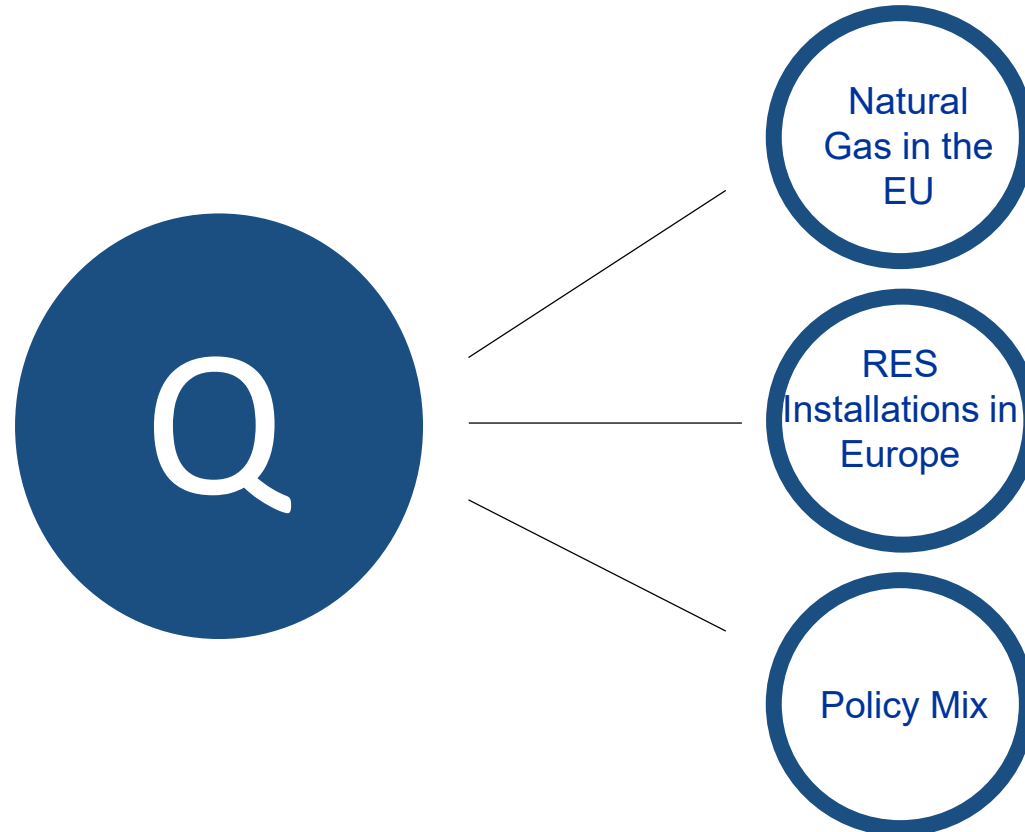 Q
Natural
Gas in the
EU
RES
Installations in
Europe
Policy Mix